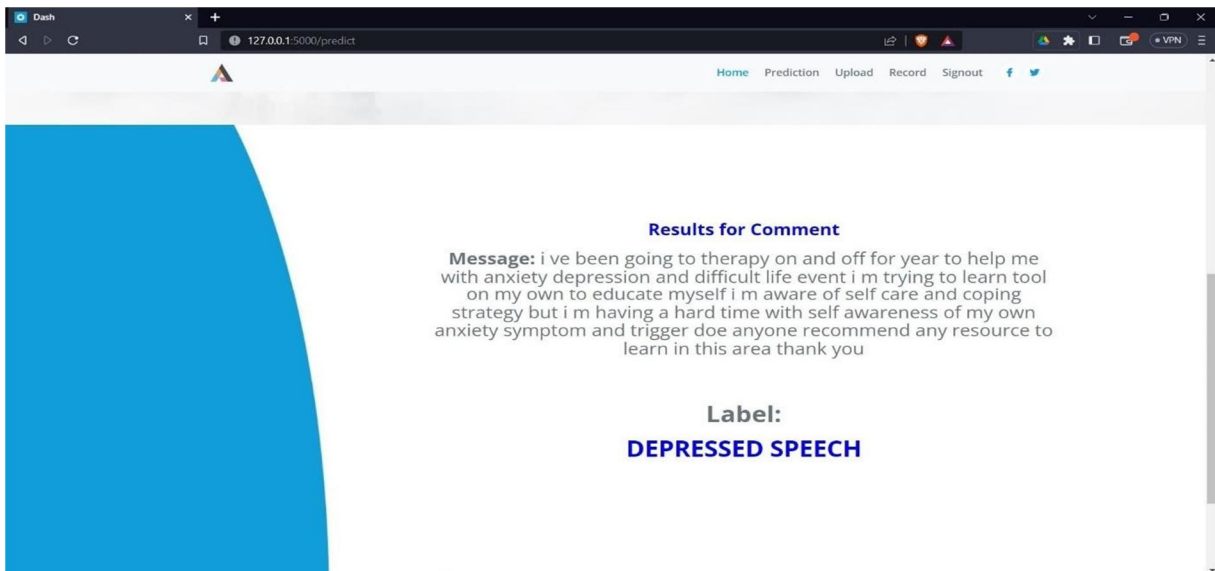 Dash
127.0.0.1:5000/predict
VPN
Home Prediction Upload Record Signout
Results for Comment
Message: i ve been going to therapy on and off for year to help me
with anxiety depression and difficult life event i m trying to learn tool
on my own to educate myself i m aware of self care and coping
strategy but i m having a hard time with self awareness of my own
anxiety symptom and trigger doe anyone recommend any resource to
learn in this area thank you
Label:
DEPRESSED SPEECH